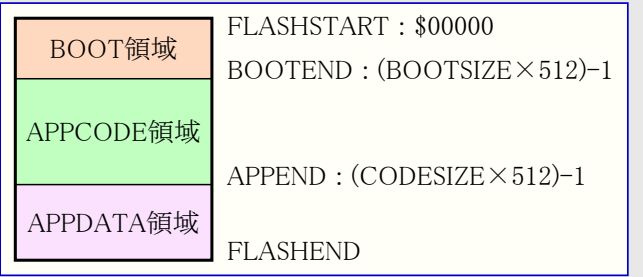 FLASHSTART : $00000
BOOT領域
BOOTEND : (BOOTSIZE×512)-1
APPCODE領域
APPEND : (CODESIZE×512)-1
APPDATA領域
FLASHEND